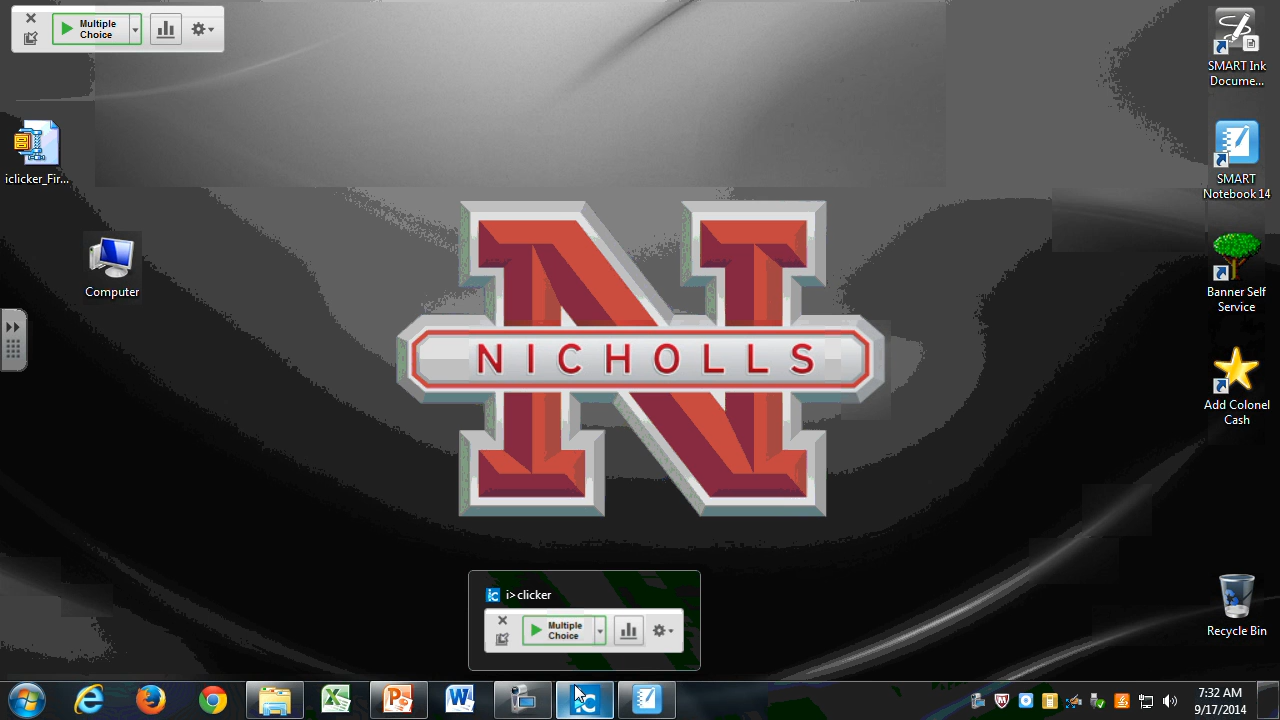 Multiple
Choice
SMART Ink
Docume...
iclicker_Fir...
SMART
Notebook 14
Computer
Banner Self
Service
NICHOLLS
Add Colonel
Cash
i>clicker
Multiple
Choice
Recycle Bin
7:32 AM
9/17/2014